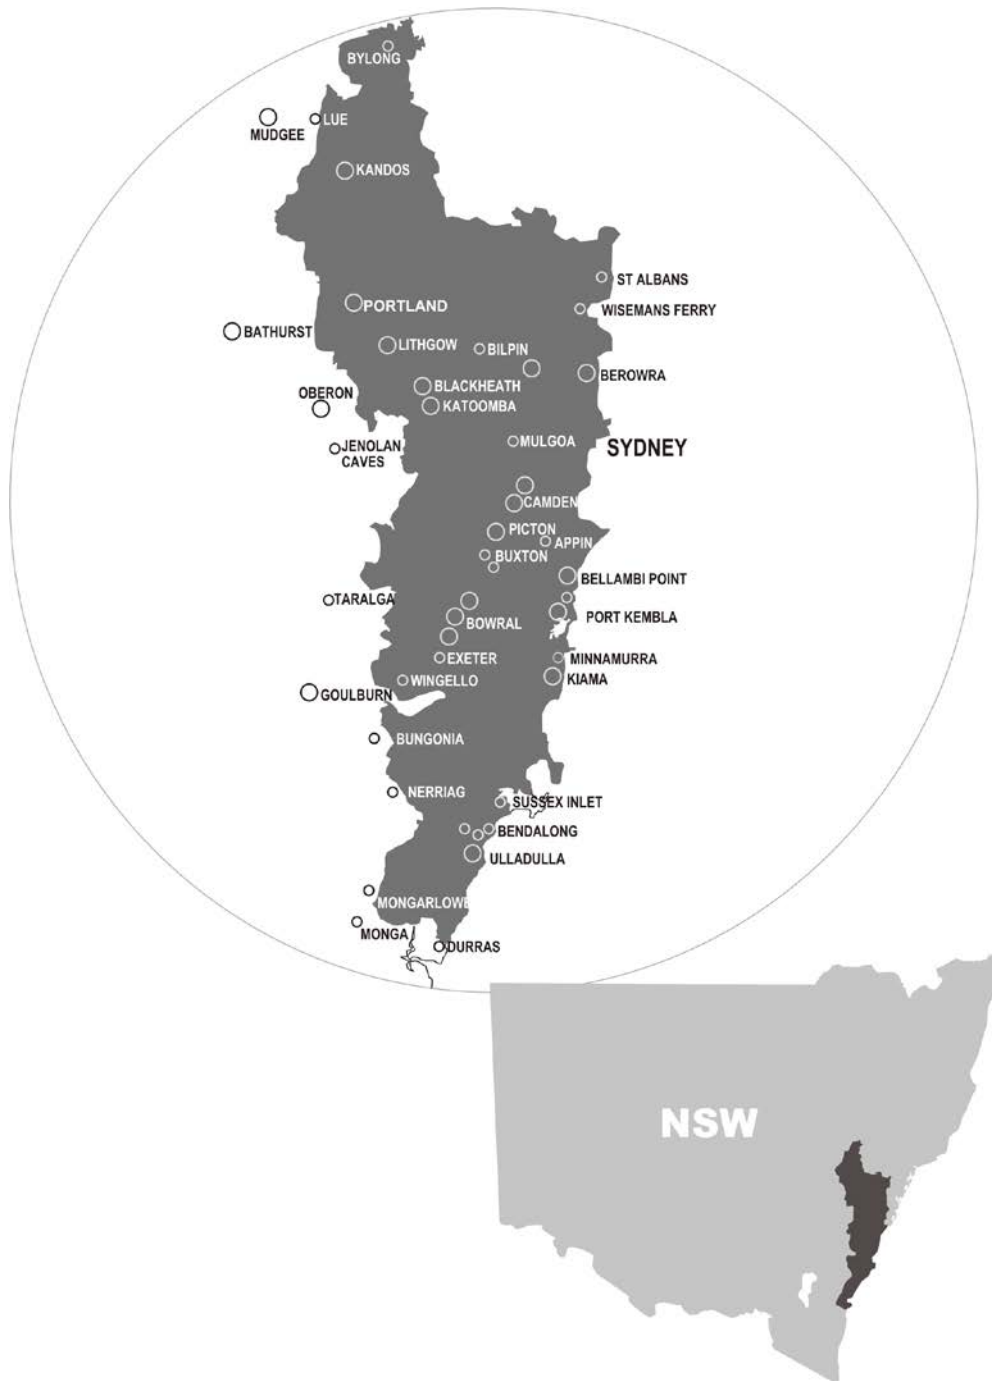 BYLONG
LUE
MUDGEE
KANDOS
ST ALBANS
PORTLAND
WISEMANS FERRY
BATHURST
LITHGOW
BILPIN
BEROWRA
BLACKHEATH
OBERON
KATOOMBA
MULGOA
SYDNEY
JENOLAN
CAVES
CAMDEN
PICTON
APPIN
BUXTON
BELLAMBI POINT
TARALGA
PORT KEMBLA
BOWRAL
EXETER
MINNAMURRA
KIAMA
WINGELLO
GOULBURN
BUNGONIA
NERRIAG
SUSSEX INLET
BENDALONG
ULLADULLA
MONGARLOWE
MONGA
DURRAS
NSW